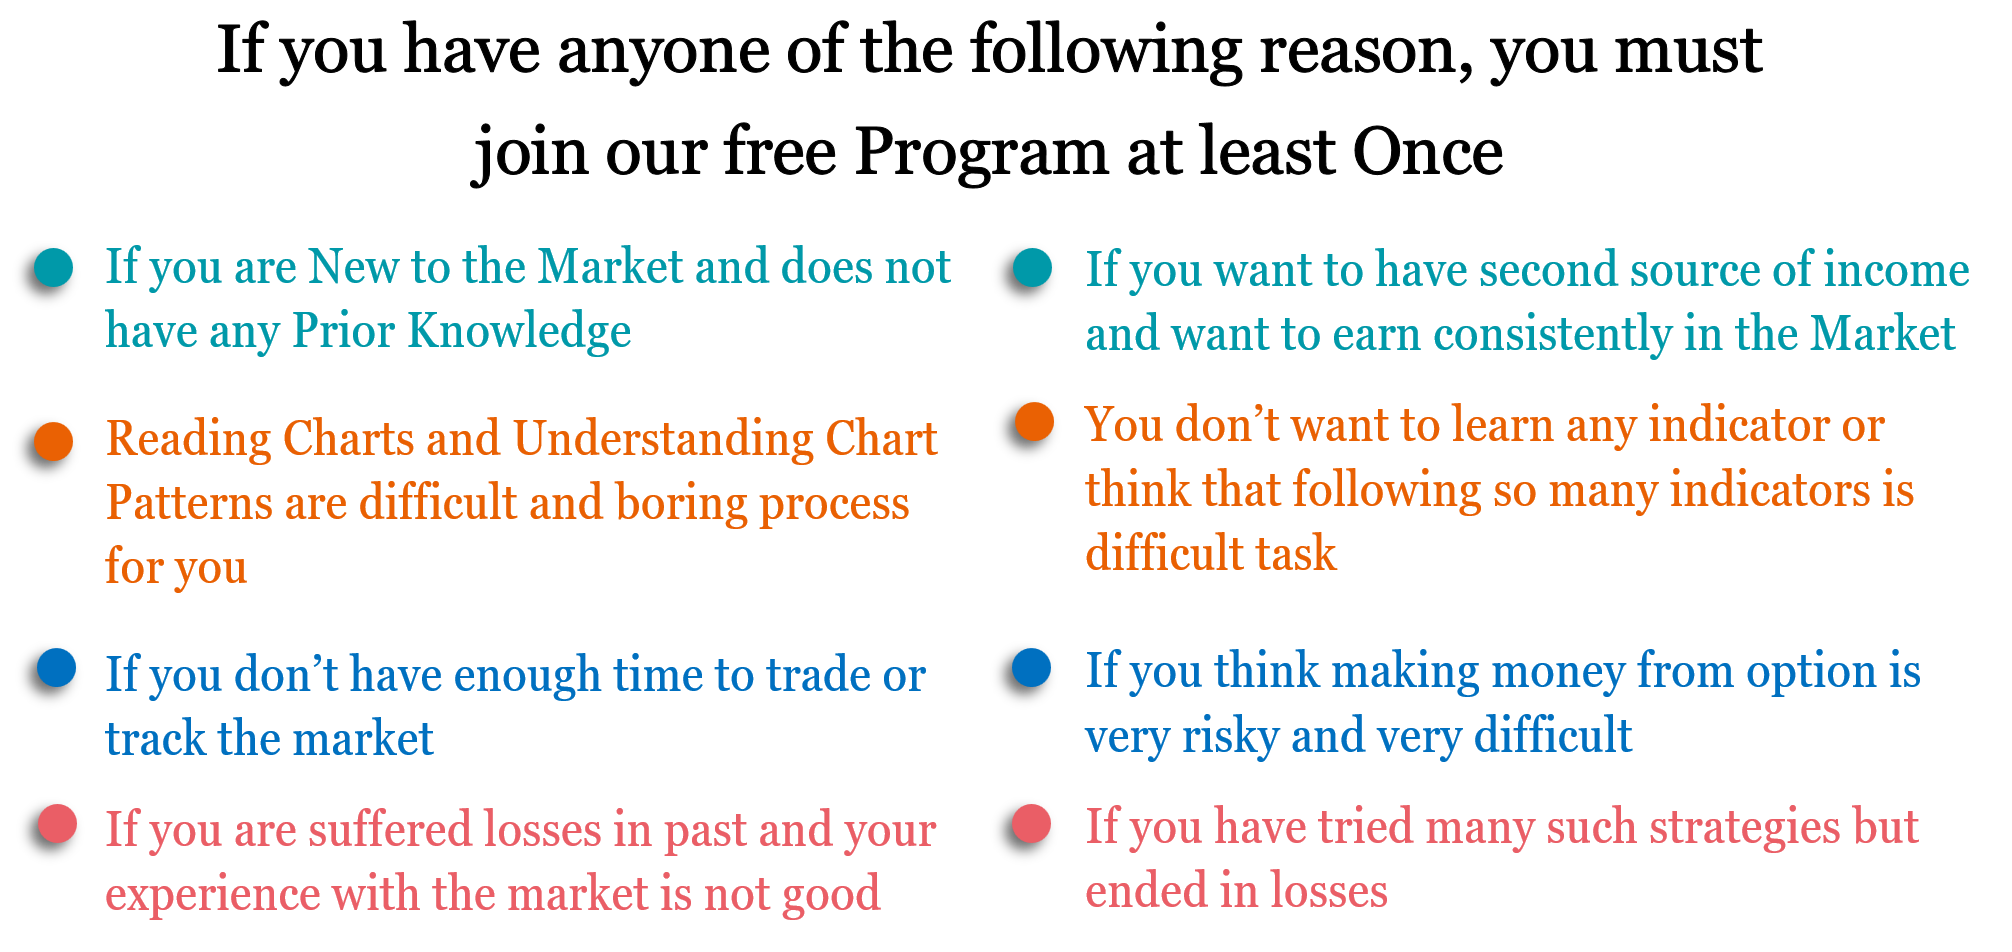 If you have anyone of the following reason, you must
join our free Program at least Once
If you are New to the Market and does not
have any Prior Knowledge
Reading Charts and Understanding Chart
Patterns are difficult and boring process
for you
If you don’t have enough time to trade or
track the market
If you are suffered losses in past and your
experience with the market is not good
If you want to have second source of income
and want to earn consistently in the Market
You don’t want to learn any indicator or
think that following so many indicators is
difficult task
If you think making money from option is
very risky and very difficult
If you have tried many such strategies but
ended in losses